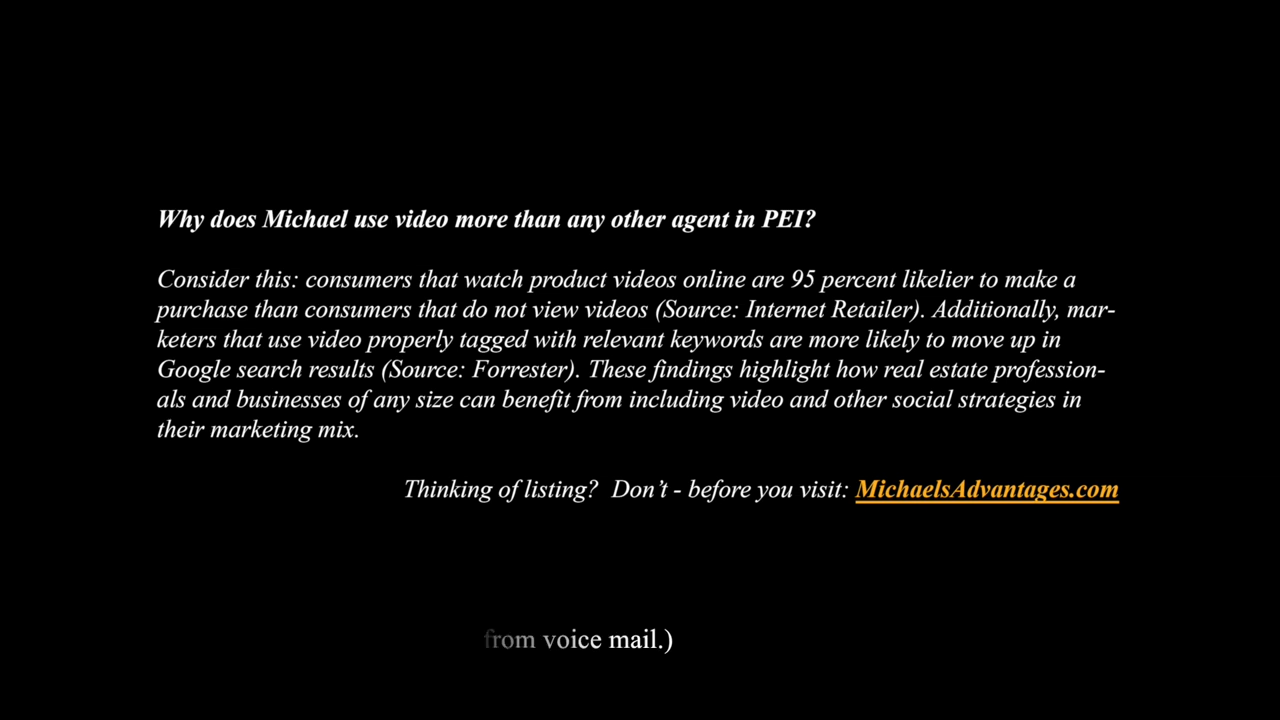 Why does Michael use video more than any other agent in PEI?
Consider this: consumers that watch product videos online are 95 percent likelier to make a
purchase than consumers that do not view videos (Source: Internet Retailer). Additionally, mar-
keters that use video properly tagged with relevant keywords are more likely to move up in
Google search results (Source: Forrester). These findings highlight how real estate profession-
als and businesses of any size can benefit from including video and other social strategies in
their marketing mix.
Thinking of listing?  Don’t - before you visit: MichaelsAdvantages.com
from voice mail.)